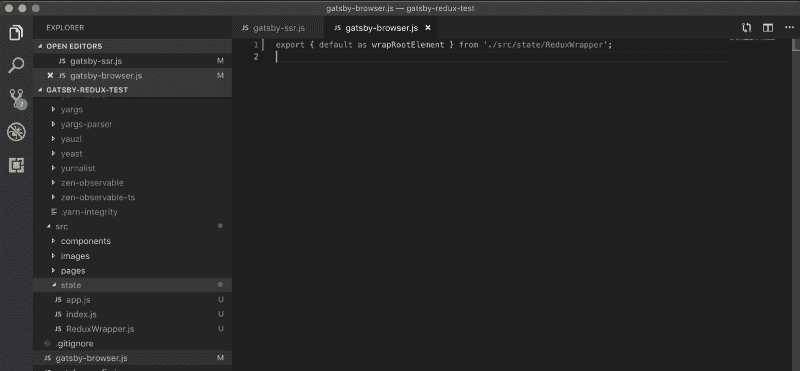 gatsby-browser.js — gatsby-redux-test
EXPLORER
OPEN EDITORS
JS gatsby-ssr.js M
JS gatsby-browser.js M
GATSBY-REDUX-TEST
yargs
yargs-parser
yauzl
yeast
yurnalist
zen-observable
zen-observable-ts
.yarn-integrity
src
components
images
pages
state
JS app.js U
JS index.js U
JS ReduxWrapper.js U
.gitignore
gatsby-browser.js M
2
JS gatsby-ssr.js
JS gatsby-browser.js
1 export { default as wrapRootElement } from './src/state/ReduxWrapper';
2